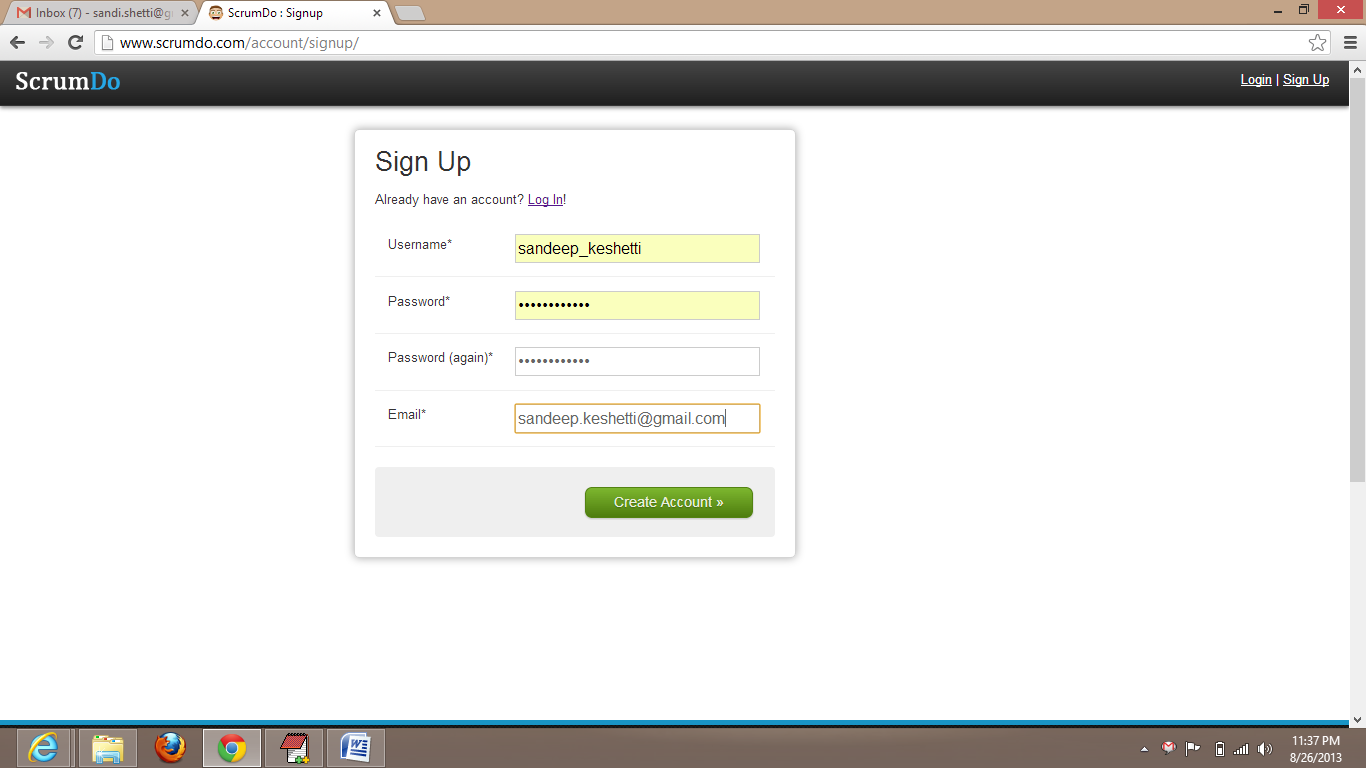 Inbox (7) - sandi.shetti@g
ScrumDo : Signup
www.scrumdo.com/account/signup/
ScrumDo
Login | Sign Up
Sign Up
Already have an account? Log In!
Username*
sandeep_keshetti
Password*
••••••••••••
Password (again)*
••••••••••••
Email*
sandeep.keshetti@gmail.com
Create Account »
11:37 PM
8/26/2013